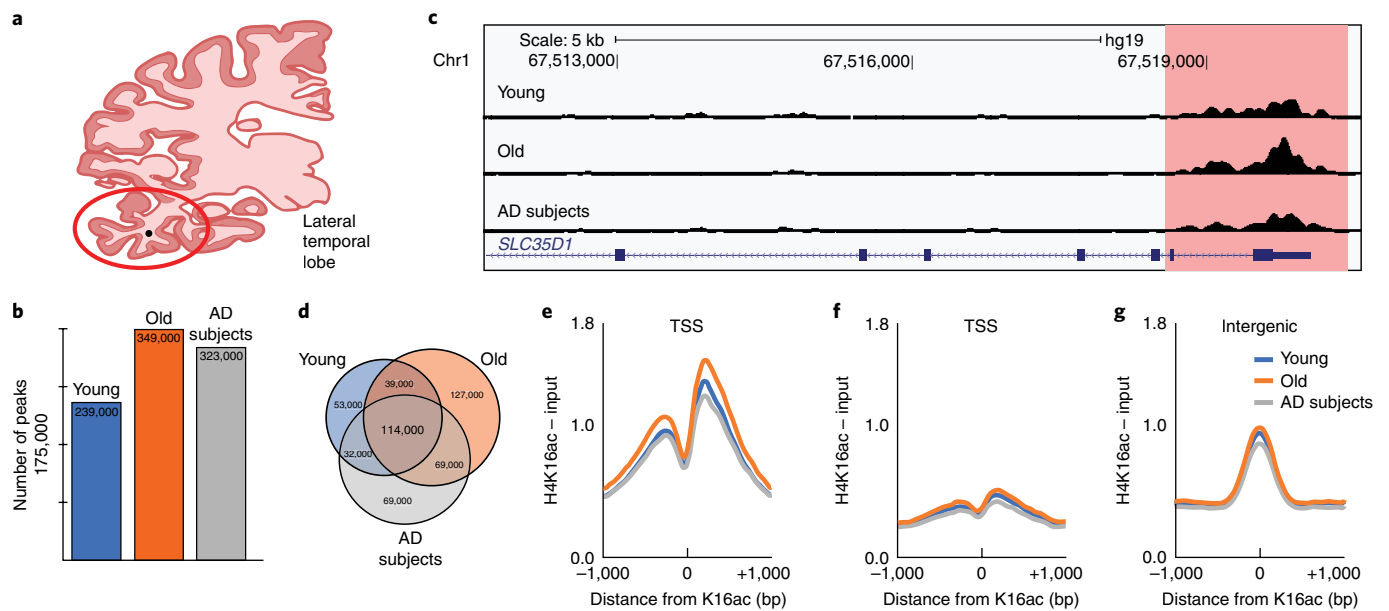 a
Lateral
temporal
lobe
c
Scale: 5 kb
hg19
Chr1
67,513,000
67,516,000
67,519,000
Young
Old
AD subjects
SLC35D1
b
Number of peaks
175,000
Young
239,000
Old
349,000
AD
subjects
323,000
d
Young
Old
39,000
53,000
127,000
114,000
32,000
69,000
69,000
AD
subjects
e
TSS
H4K16ac – input
1.8
1.0
0.0
–1,000
0
+1,000
Distance from K16ac (bp)
f
TSS
H4K16ac – input
1.8
1.0
0.0
–1,000
0
+1,000
Distance from K16ac (bp)
g
Intergenic
H4K16ac – input
1.8
1.0
0.0
Young
Old
AD subjects
–1,000
0
+1,000
Distance from K16ac (bp)